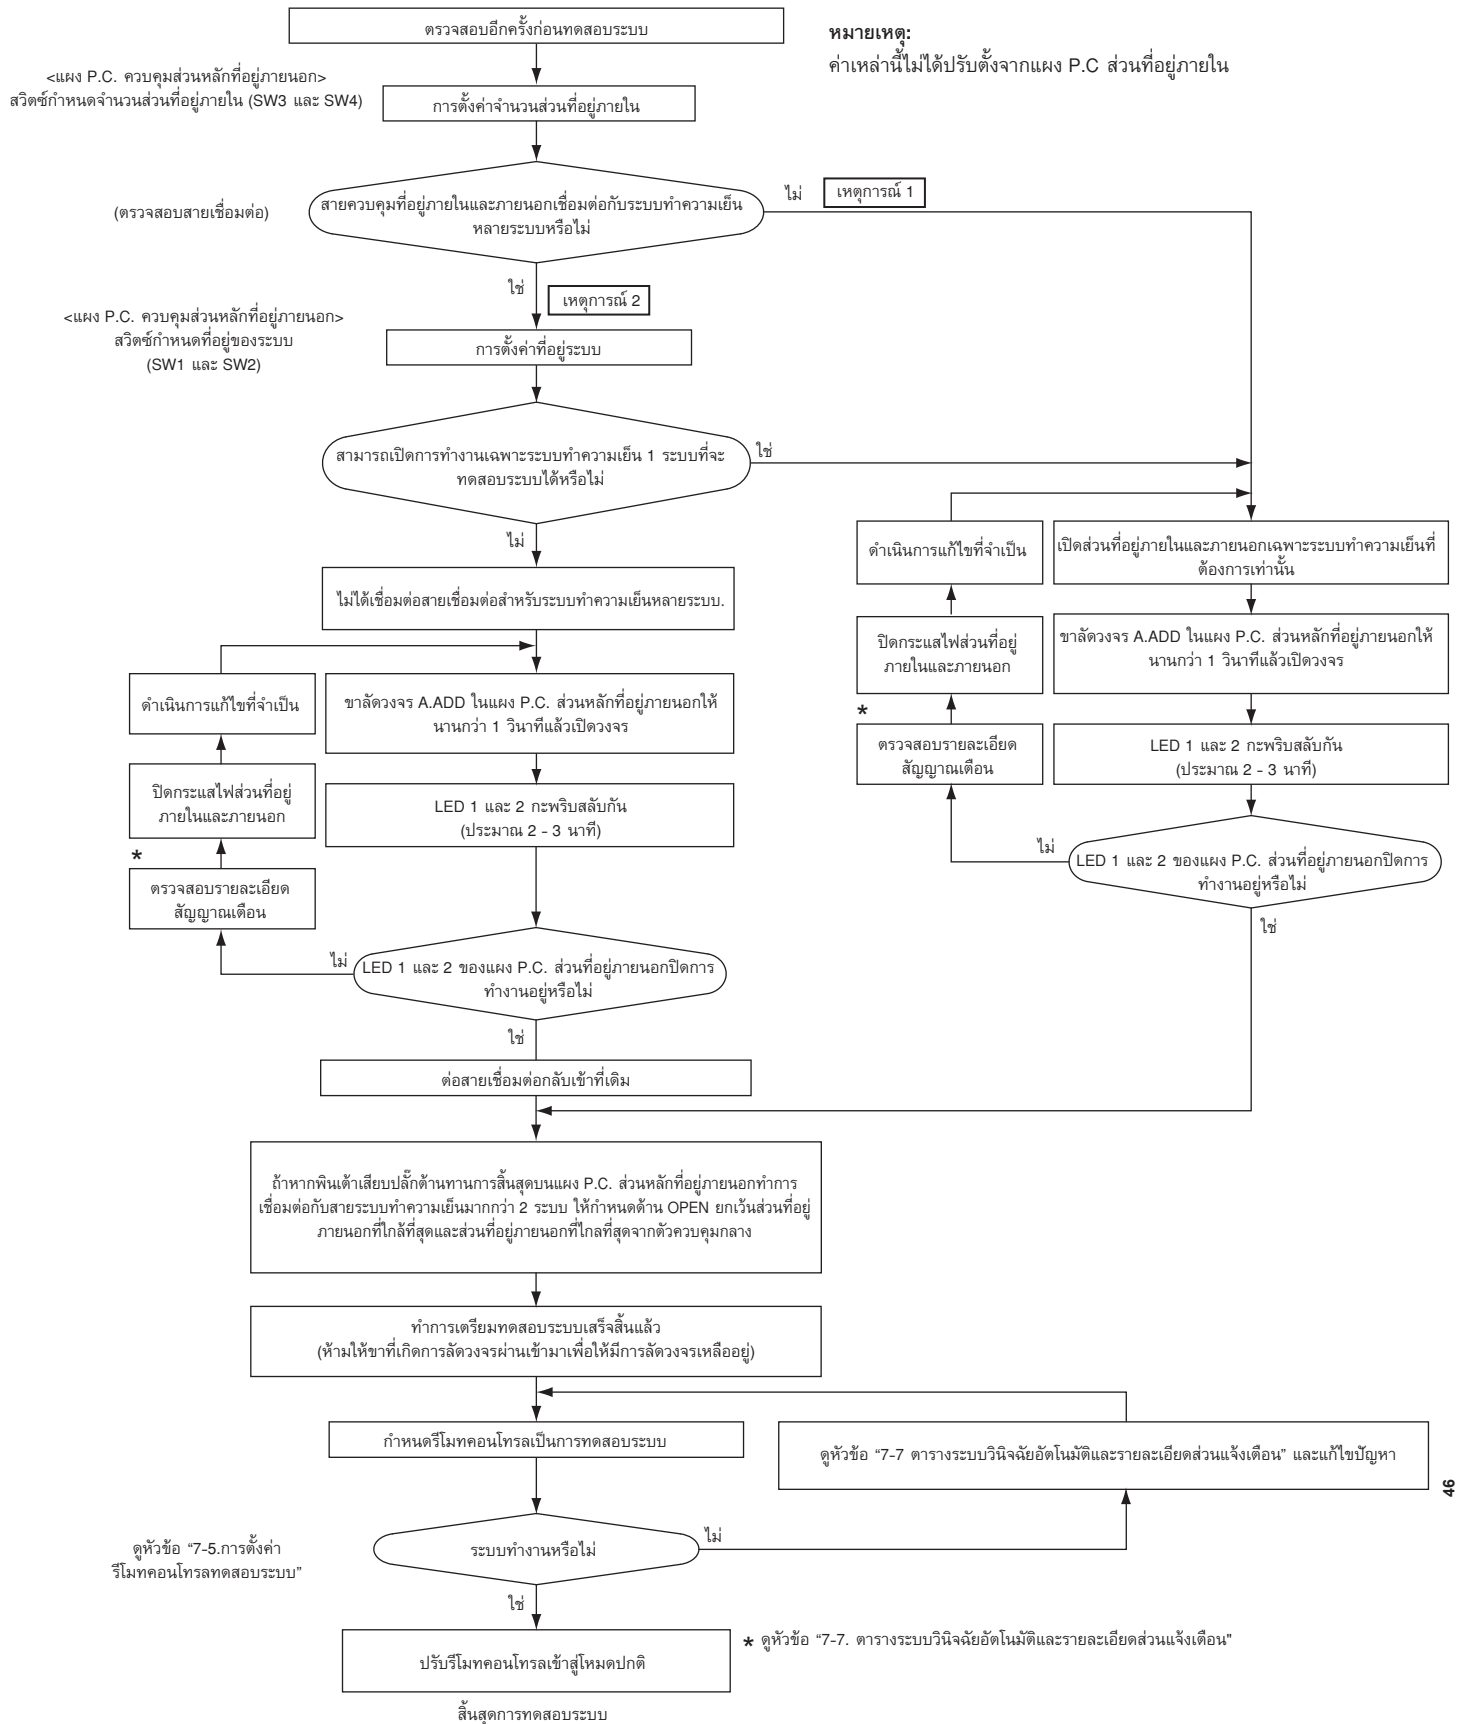 ตรวจสอบอีกครั้งก่อนทดสอบระบบ
หมายเหตุ:
ค่าเหล่านี้ไม่ได้ปรับตั้งจากแผง P.C ส่วนที่อยู่ภายใน
<แผง P.C. ควบคุมส่วนหลักที่อยู่ภายนอก>
สวิตซ์กำหนดจำนวนส่วนที่อยู่ภายใน (SW3 และ SW4)
การตั้งค่าจำนวนส่วนที่อยู่ภายใน
(ตรวจสอบสายเชื่อมต่อ)
สายควบคุมที่อยู่ภายในและภายนอกเชื่อมต่อกับระบบทำความเย็น
หลายระบบหรือไม่
ไม่
เหตุการณ์ 1
ใช่
เหตุการณ์ 2
<แผง P.C. ควบคุมส่วนหลักที่อยู่ภายนอก>
สวิตซ์กำหนดที่อยู่ของระบบ
(SW1 และ SW2)
การตั้งค่าที่อยู่ระบบ
สามารถเปิดการทำงานเฉพาะระบบทำความเย็น 1 ระบบที่จะ
ทดสอบระบบได้หรือไม่
ใช่
ไม่
ไม่ได้เชื่อมต่อสายเชื่อมต่อสำหรับระบบทำความเย็นหลายระบบ.
ดำเนินการแก้ไขที่จำเป็น
ขาลัดวงจร A.ADD ในแผง P.C. ส่วนหลักที่อยู่ภายนอกให้
นานกว่า 1 วินาทีแล้วเปิดวงจร
ปิดกระแสไฟส่วนที่อยู่
ภายในและภายนอก
LED 1 และ 2 กะพริบสลับกัน
(ประมาณ 2 - 3 นาที)
*
ตรวจสอบรายละเอียด
สัญญาณเตือน
ไม่
LED 1 และ 2 ของแผง P.C. ส่วนที่อยู่ภายนอกปิดการ
ทำงานอยู่หรือไม่
ใช่
ต่อสายเชื่อมต่อกลับเข้าที่เดิม
ดำเนินการแก้ไขที่จำเป็น
เปิดส่วนที่อยู่ภายในและภายนอกเฉพาะระบบทำความเย็นที่
ต้องการเท่านั้น
ปิดกระแสไฟส่วนที่อยู่
ภายในและภายนอก
ขาลัดวงจร A.ADD ในแผง P.C. ส่วนหลักที่อยู่ภายนอกให้
นานกว่า 1 วินาทีแล้วเปิดวงจร
*
ตรวจสอบรายละเอียด
สัญญาณเตือน
LED 1 และ 2 กะพริบสลับกัน
(ประมาณ 2 - 3 นาที)
ไม่
LED 1 และ 2 ของแผง P.C. ส่วนที่อยู่ภายนอกปิดการ
ทำงานอยู่หรือไม่
ใช่
ถ้าหากพินเต้าเสียบปลั๊กต้านทานการสิ้นสุดบนแผง P.C. ส่วนหลักที่อยู่ภายนอกทำการ
เชื่อมต่อกับสายระบบทำความเย็นมากกว่า 2 ระบบ ให้กำหนดด้าน OPEN ยกเว้นส่วนที่อยู่
ภายนอกที่ใกล้ที่สุดและส่วนที่อยู่ภายนอกที่ไกลที่สุดจากตัวควบคุมกลาง
ทำการเตรียมทดสอบระบบเสร็จสิ้นแล้ว
(ห้ามให้ขาที่เกิดการลัดวงจรผ่านเข้ามาเพื่อให้มีการลัดวงจรเหลืออยู่)
กำหนดรีโมทคอนโทรลเป็นการทดสอบระบบ
ดูหัวข้อ “7-7 ตารางระบบวินิจฉัยอัตโนมัติและรายละเอียดส่วนแจ้งเตือน” และแก้ไขปัญหา
46
ดูหัวข้อ “7-5.การตั้งค่า
รีโมทคอนโทรลทดสอบระบบ”
ระบบทำงานหรือไม่
ไม่
ใช่
ปรับรีโมทคอนโทรลเข้าสู่โหมดปกติ
* ดูหัวข้อ “7-7. ตารางระบบวินิจฉัยอัตโนมัติและรายละเอียดส่วนแจ้งเตือน"
สิ้นสุดการทดสอบระบบ